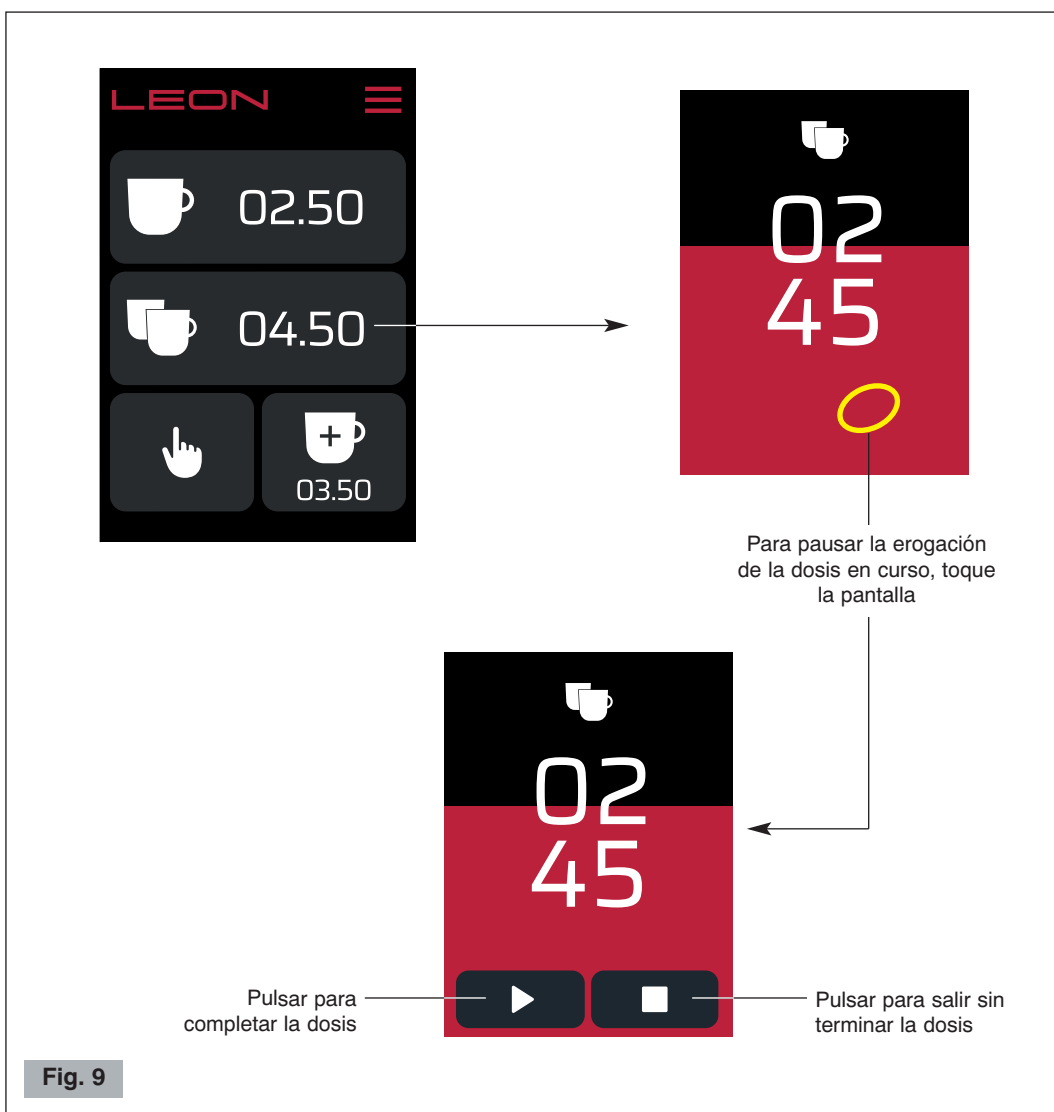 LEON
02.50
04.50
03.50
02
45
Para pausar la erogación
de la dosis en curso, toque
la pantalla
02
45
Pulsar para
completar la dosis
Pulsar para salir sin
terminar la dosis
Fig. 9